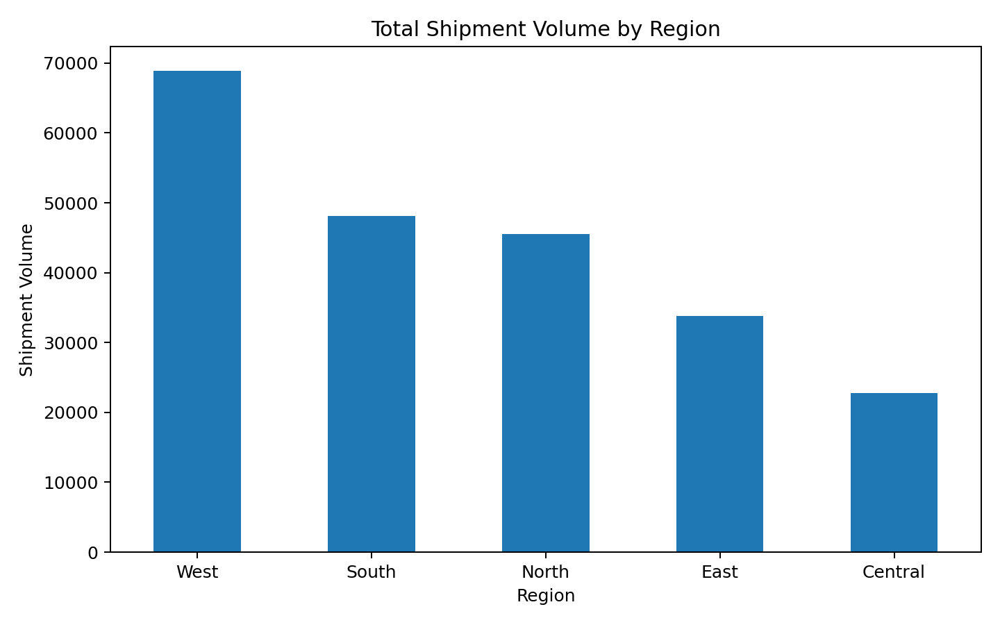 Total Shipment Volume by Region
70000
60000
50000
40000
30000
20000
10000
0
Shipment Volume
West South North East Central
Region